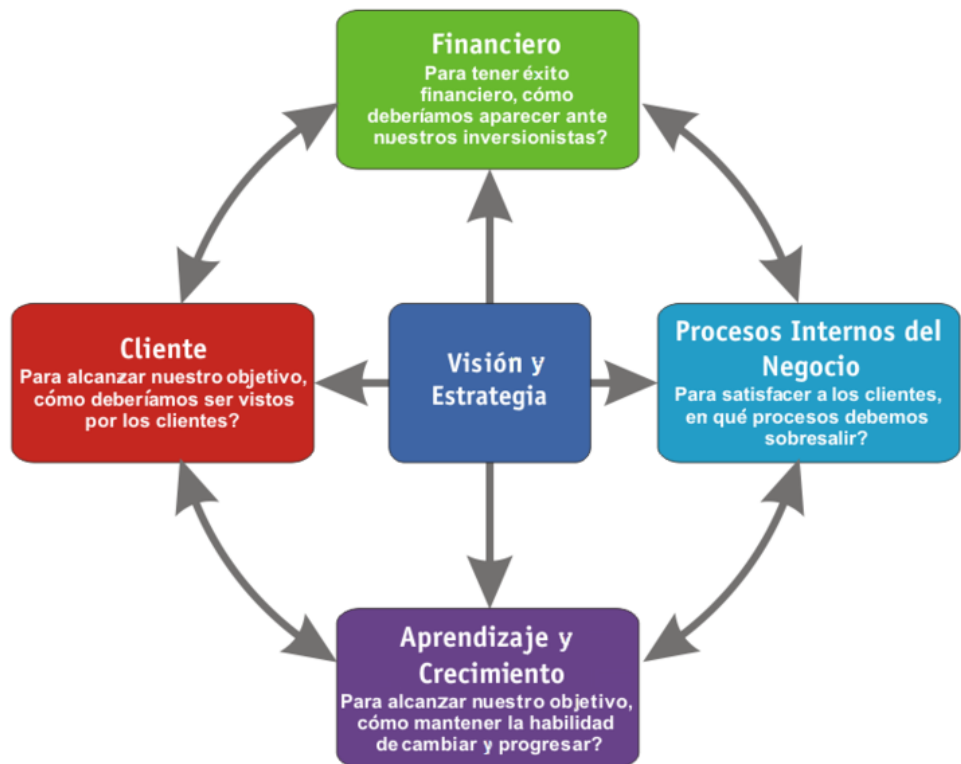 Financiero
Para tener éxito
financiero, cómo
deberíamos aparecer ante
nuestros inversionistas?
Cliente
Para alcanzar nuestro objetivo,
cómo deberíamos ser vistos
por los clientes?
Visión y
Estrategia
Procesos Internos del
Negocio
Para satisfacer a los clientes,
en qué procesos debemos
sobresalir?
Aprendizaje y
Crecimiento
Para alcanzar nuestro objetivo,
cómo mantener la habilidad
de cambiar y progresar?